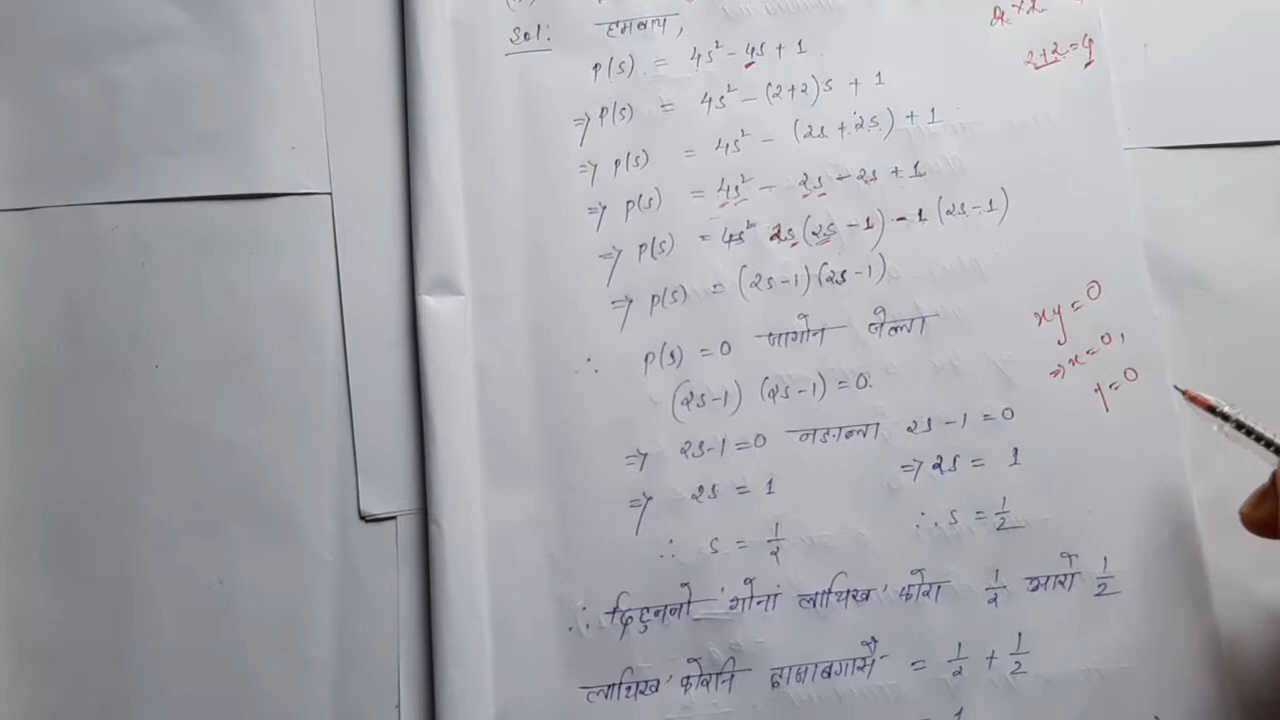 Sol: हमबाय,
p(s) = 4s² - 4s + 1
⇒ p(s) = 4s² - (2+2)s + 1
⇒ p(s) = 4s² - (2s + 2s) + 1
⇒ p(s) = 4s² - 2s - 2s + 1
⇒ p(s) = 4s² 2s(2s - 1) - 1(2s - 1)
⇒ p(s) = (2s-1)(2s-1)
∴ p(s) = 0 जागोन जेल्ला
(2s-1) (2s-1) = 0
⇒ 2s-1=0 नङाब्ला 2s-1=0
⇒ 2s = 1 ⇒ 2s = 1
∴ s = 1/2 ∴ s = 1/2
∴ दिहुननो गोनां लाथिख' फोरा 1/2 आरो 1/2
लाथिख' फोरनि = 1/2 + 1/2
2+2=4
xy=0
⇒ x=0,
y=0